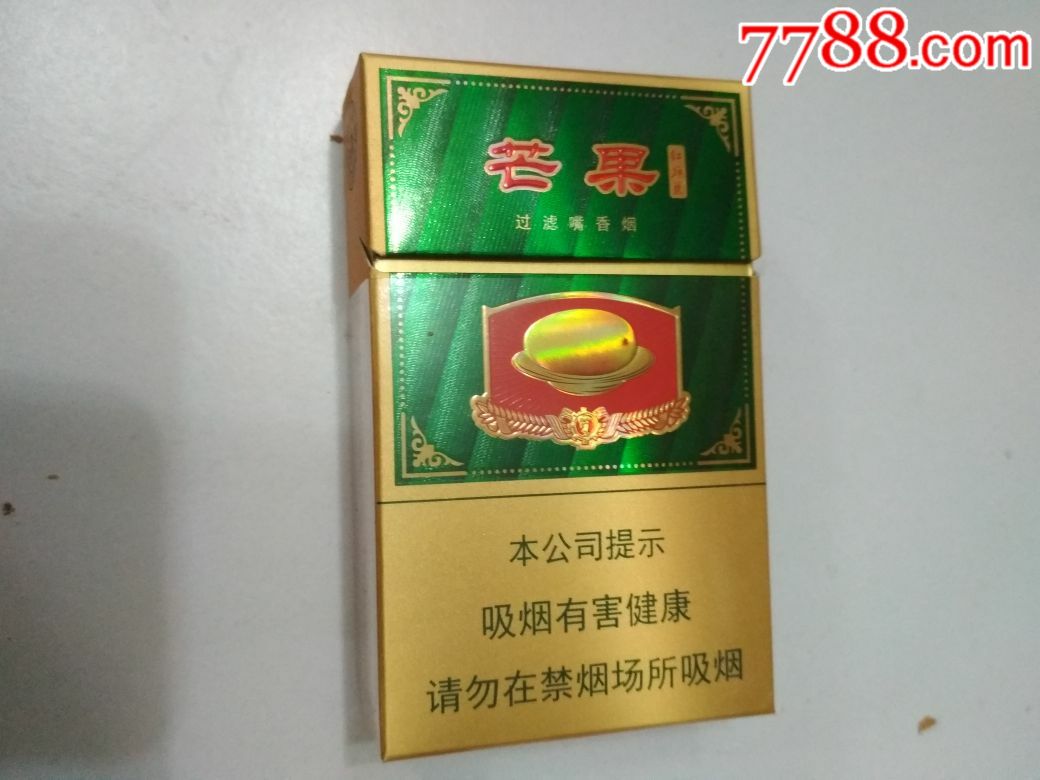 7788.com
芒果
过滤嘴香烟
本公司提示
吸烟有害健康
请勿在禁烟场所吸烟